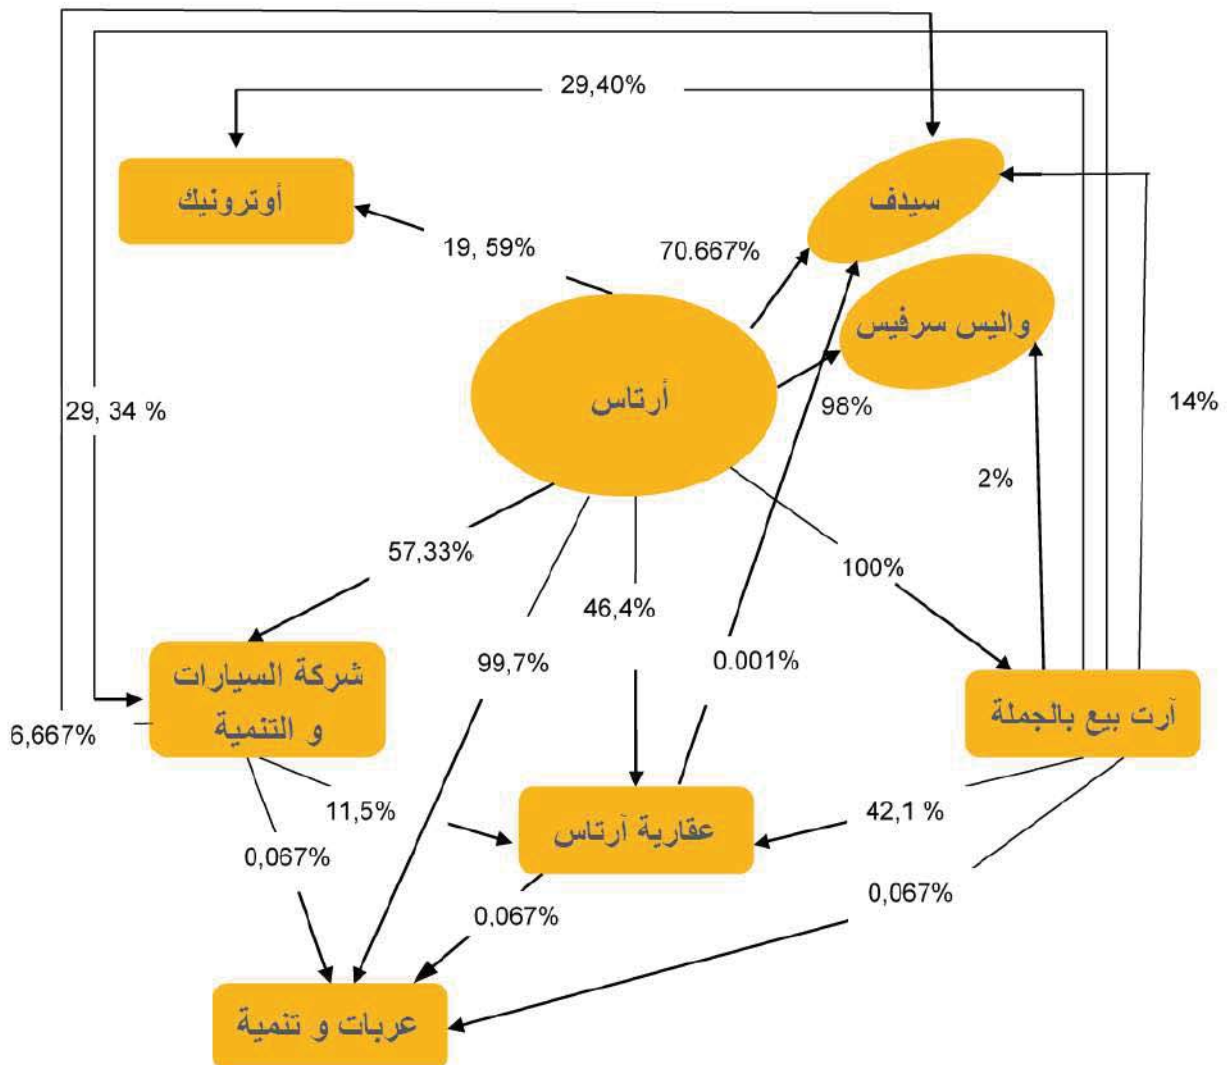 29,40%
أوترونيك
سيدف
19, 59%
70.667%
واليس سرفيس
أرتاس
98%
14%
29, 34 %
2%
57,33%
100%
46,4%
99,7%
0.001%
شركة السيارات
و التنمية
آرت بيع بالجملة
6,667%
11,5%
42,1 %
عقارية آرتاس
0,067%
0,067%
0,067%
عربات و تنمية